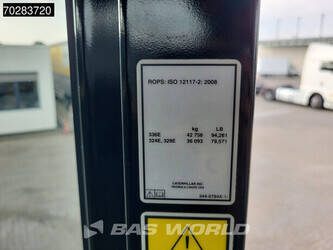 70283720
ROPS: ISO 12117-2: 2008
kg LB
336E 42 756 94,261
324E, 329E 36 093 79,571
CATERPILLAR INC.
BAS WORLD